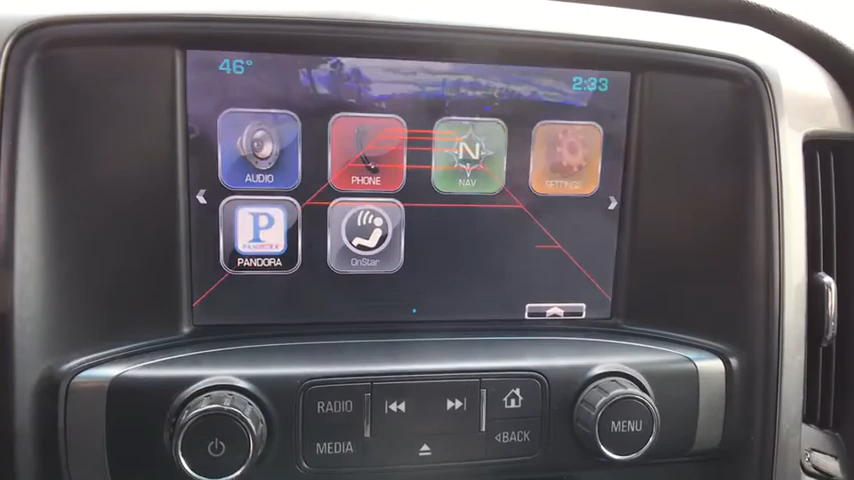 46° 2:33
AUDIO PHONE N NAV SETTINGS
P PANDORA
PANDORA OnStar
RADIO
MEDIA BACK
MENU